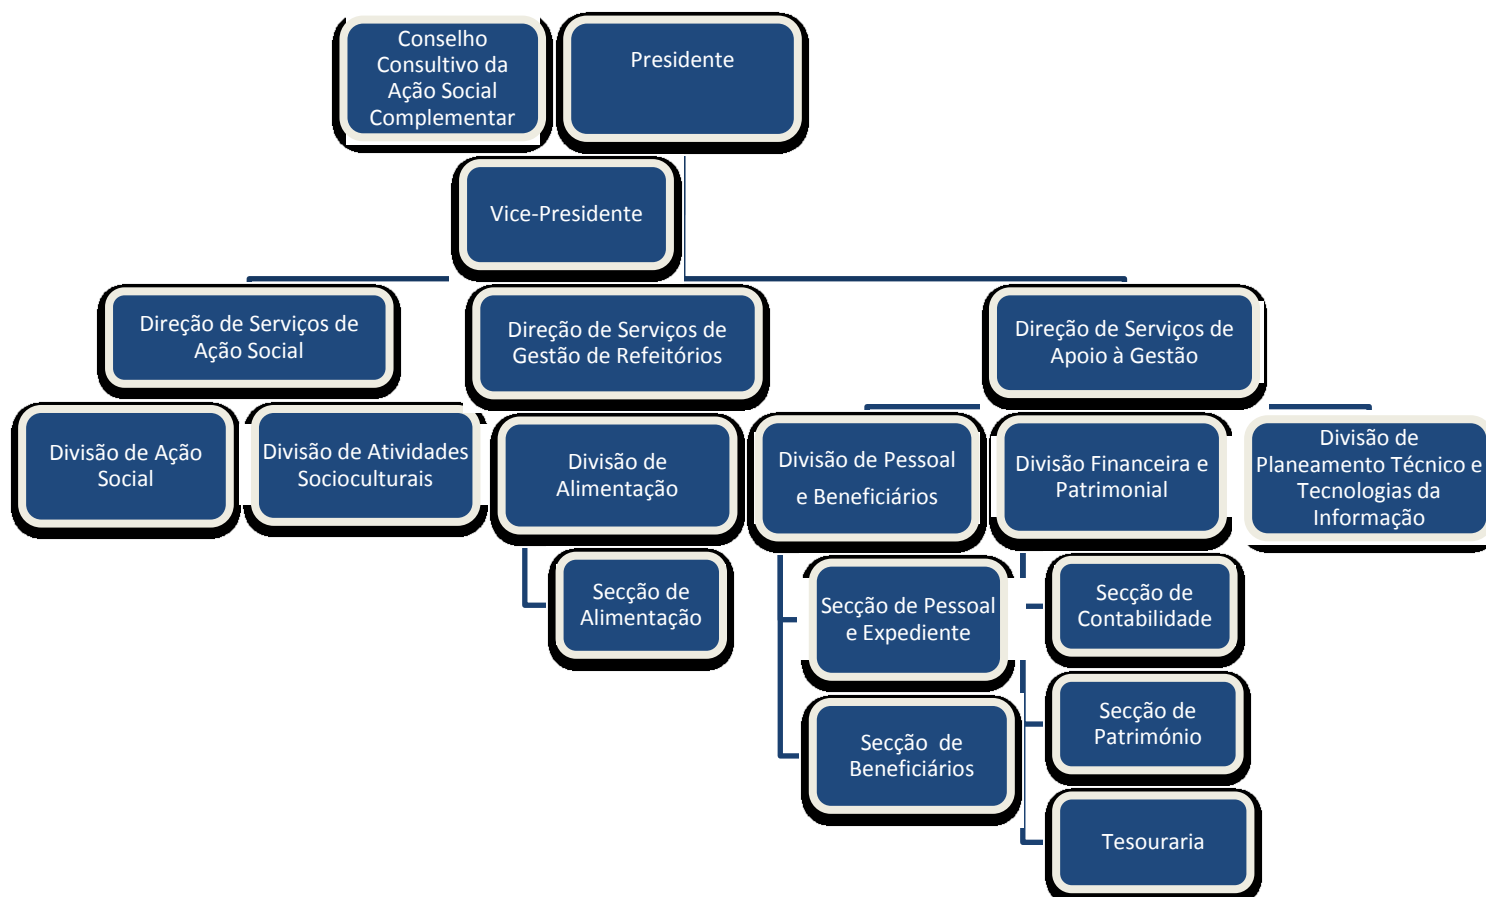 Conselho
Consultivo da
Ação Social
Complementar
Presidente
Vice-Presidente
Direção de Serviços de
Ação Social
Direção de Serviços de
Gestão de Refeitórios
Direção de Serviços de
Apoio à Gestão
Divisão de Ação
Social
Divisão de Atividades
Socioculturais
Divisão de
Alimentação
Divisão de Pessoal
e Beneficiários
Divisão Financeira e
Patrimonial
Divisão de
Planeamento Técnico e
Tecnologias da
Informação
Secção de
Alimentação
Secção de Pessoal
e Expediente
Secção de
Contabilidade
Secção de
Beneficiários
Secção de
Património
Tesouraria